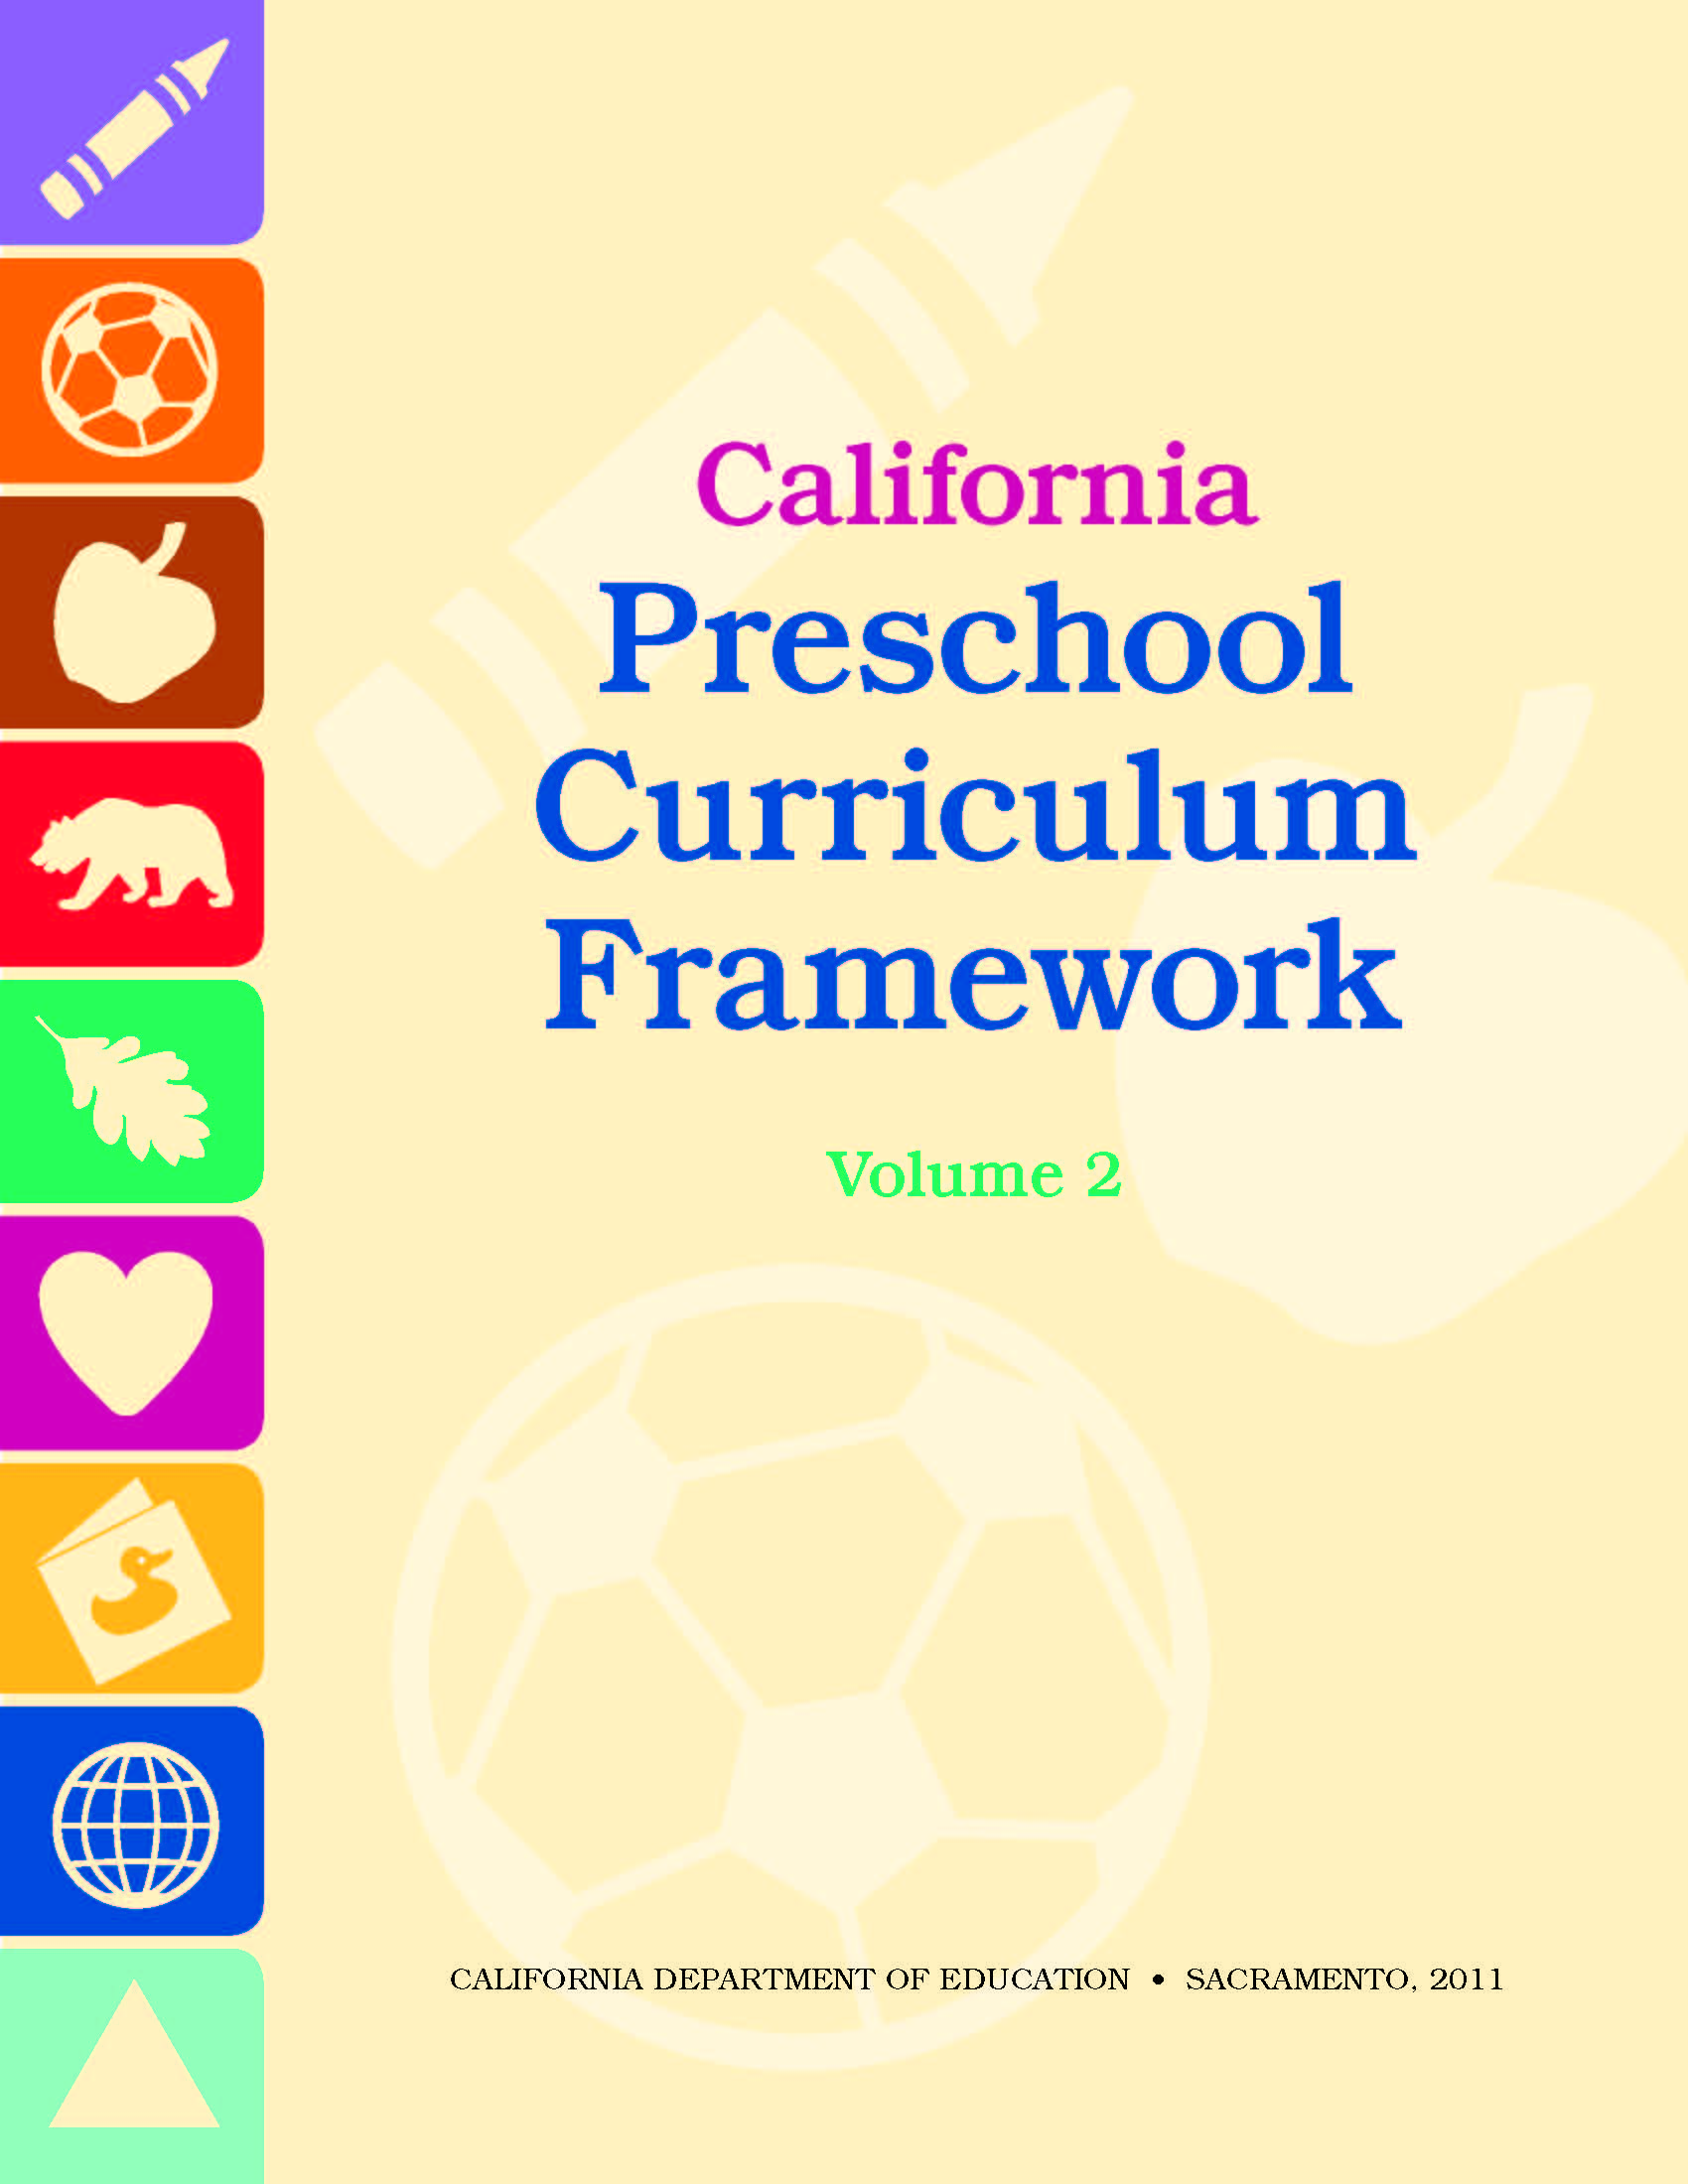 California
Preschool
Curriculum
Framework
Volume 2
CALIFORNIA DEPARTMENT OF EDUCATION • SACRAMENTO, 2011